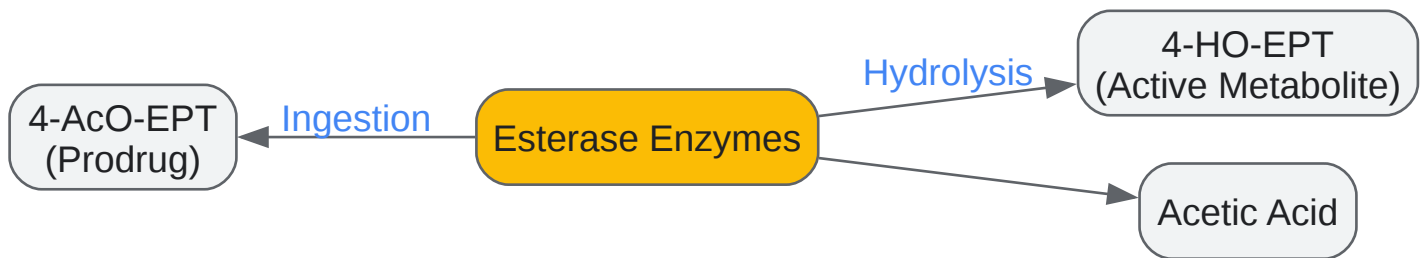 4-AcO-EPT
(Prodrug)
Ingestion
Esterase Enzymes
Hydrolysis
4-HO-EPT
(Active Metabolite)
Acetic Acid